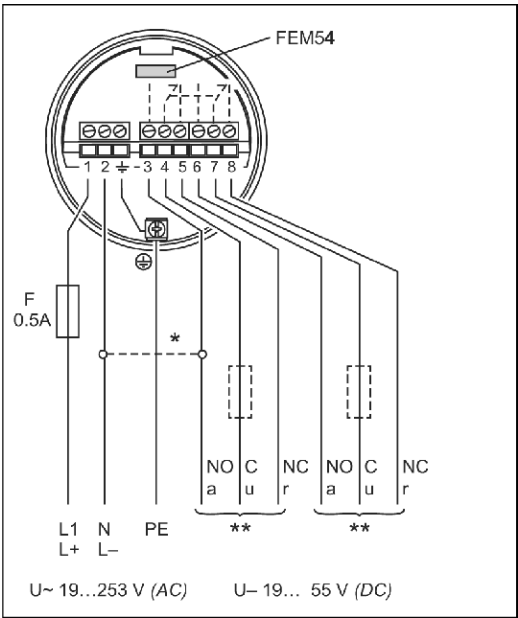 FEM54
1 2 3 4 5 6 7 8
F
0.5A
*
NO C NC NO C NC
a u r a u r
L1 N PE ** **
L+ L–
U~ 19...253 V (AC) U– 19... 55 V (DC)